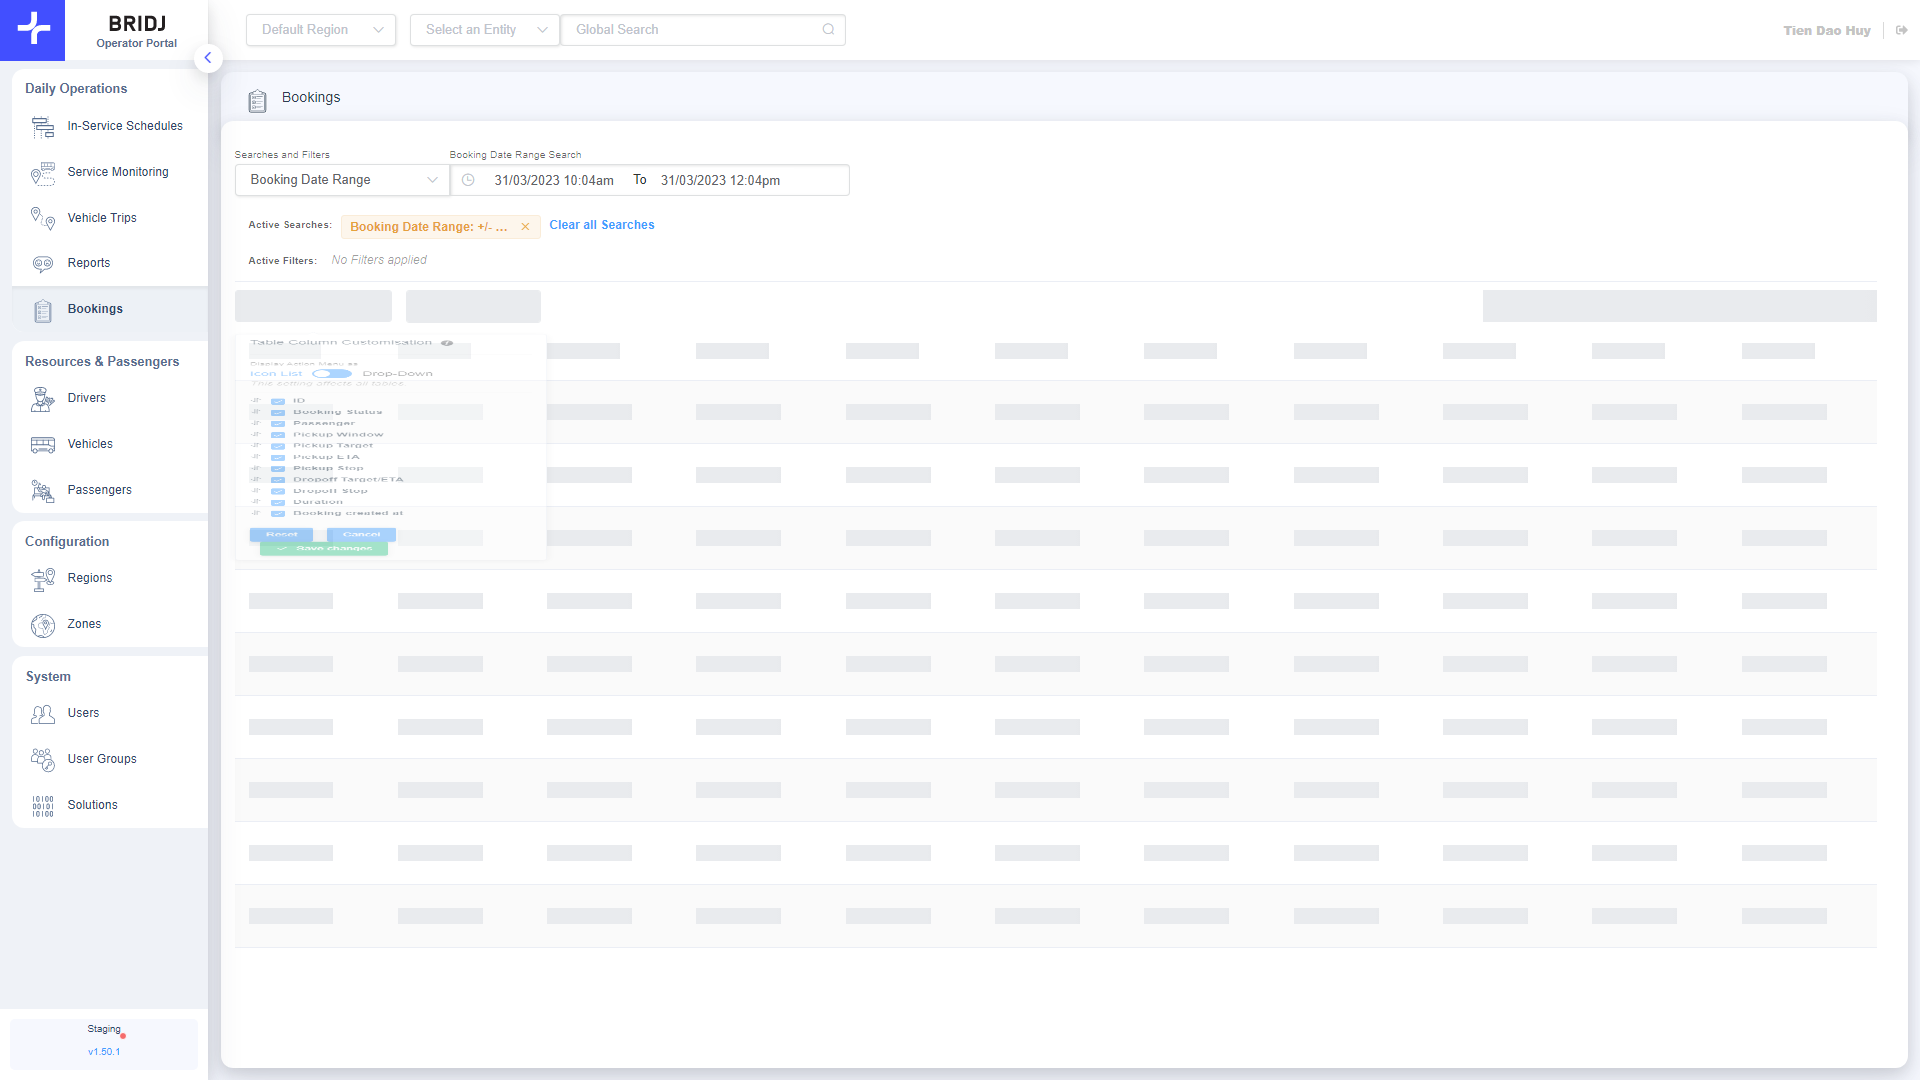 BRIDJ
Operator Portal
Default Region
Select an Entity
Global Search
Tien Dao Huy
Daily Operations
In-Service Schedules
Service Monitoring
Vehicle Trips
Reports
Bookings
Resources & Passengers
Drivers
Vehicles
Passengers
Configuration
Regions
Zones
System
Users
User Groups
Solutions
Staging
v1.50.1
Bookings
Searches and Filters
Booking Date Range Search
Booking Date Range
31/03/2023 10:04am To 31/03/2023 12:04pm
Active Searches: Booking Date Range: +/- ... Clear all Searches
Active Filters: No Filters applied
Table Column Customisation
Display Action Menu as
Icon List Drop-Down
This setting affects all tables.
ID
Booking Status
Passenger
Pickup Window
Pickup Target
Pickup ETA
Pickup Stop
Dropoff Target/ETA
Dropoff Stop
Duration
Booking created at
Reset Cancel
Save changes